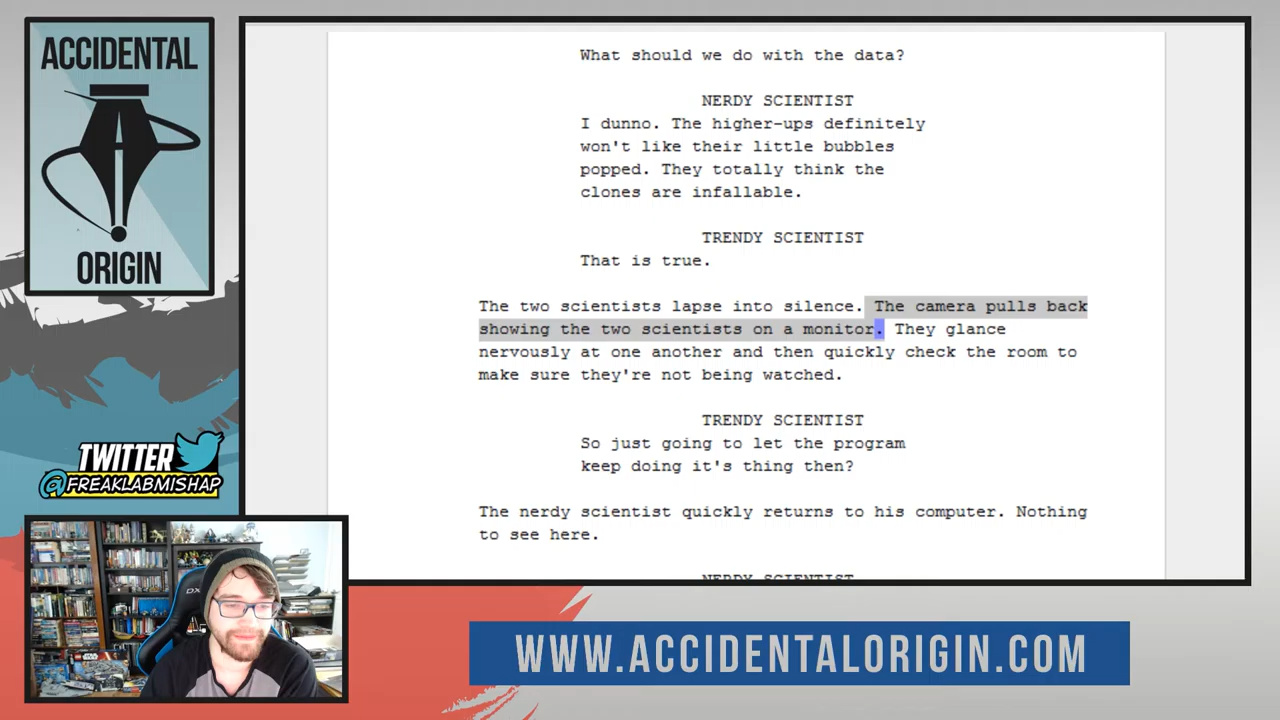 ACCIDENTAL
ORIGIN
What should we do with the data?
NERDY SCIENTIST
I dunno. The higher-ups definitely
won't like their little bubbles
popped. They totally think the
clones are infallable.
TRENDY SCIENTIST
That is true.
The two scientists lapse into silence. The camera pulls back
showing the two scientists on a monitor. They glance
nervously at one another and then quickly check the room to
make sure they're not being watched.
TRENDY SCIENTIST
So just going to let the program
keep doing it's thing then?
The nerdy scientist quickly returns to his computer. Nothing
to see here.
NERDY SCIENTIST
TWITTER
@FREAKLABMISHAP
DX
WWW.ACCIDENTALORIGIN.COM